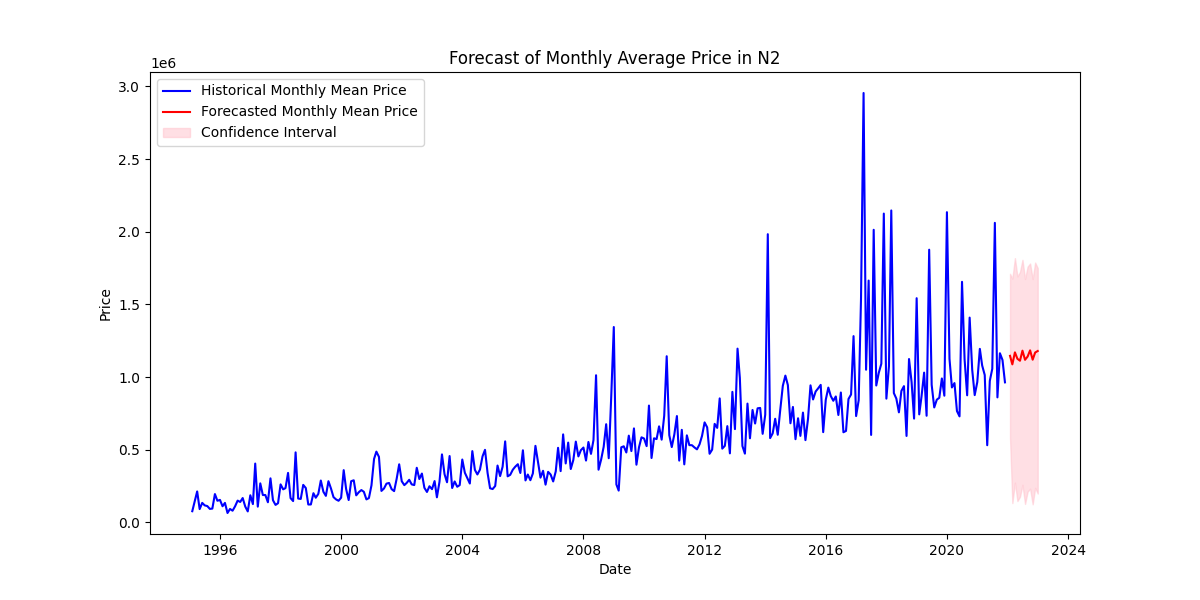 Forecast of Monthly Average Price in N2
1e6
Historical Monthly Mean Price
Forecasted Monthly Mean Price
Confidence Interval
3.0
2.5
2.0
1.5
1.0
0.5
0.0
Price
1996 2000 2004 2008 2012 2016 2020 2024
Date